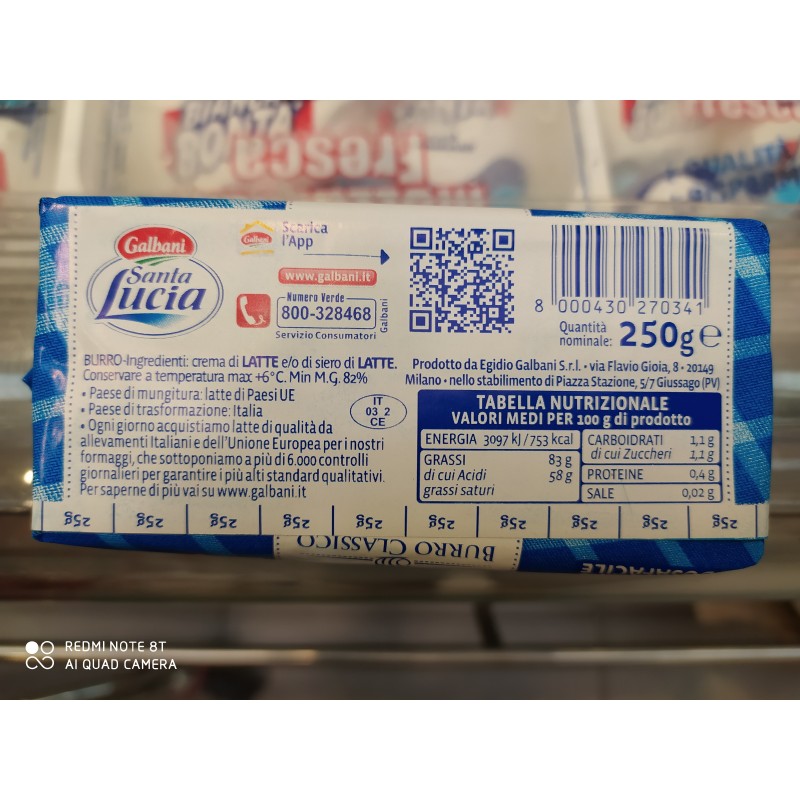 Fresca
Galbani
Santa
Lucia
Galbani
Scarica
l'App
www.galbani.it
Numero Verde
800-328468
Servizio Consumatori
Galbani
8 000430 270341
Quantità
nominale: 250g e
BURRO-Ingredienti: crema di LATTE e/o di siero di LATTE.
Conservare a temperatura max +6°C. Min M.G. 82%
• Paese di mungitura: latte di Paesi UE
• Paese di trasformazione: Italia
• Ogni giorno acquistiamo latte di qualità da
allevamenti Italiani e dell'Unione Europea per i nostri
formaggi, che sottoponiamo a più di 6.000 controlli
giornalieri per garantire i più alti standard qualitativi.
Per saperne di più vai su www.galbani.it
IT
03_2
CE
Prodotto da Egidio Galbani S.r.l. • via Flavio Gioia, 8 • 20149
Milano • nello stabilimento di Piazza Stazione, 5/7 Giussago (PV)
TABELLA NUTRIZIONALE
VALORI MEDI PER 100 g di prodotto
ENERGIA 3097 kJ/753 kcal
GRASSI 83 g
di cui Acidi 58 g
grassi saturi
CARBOIDRATI 1,1 g
di cui Zuccheri 1,1 g
PROTEINE 0,4 g
SALE 0,02 g
25g 25g 25g 25g 25g 25g 25g 25g 25g 25g
BURRO CLASSICO
REDMI NOTE 8T
AI QUAD CAMERA